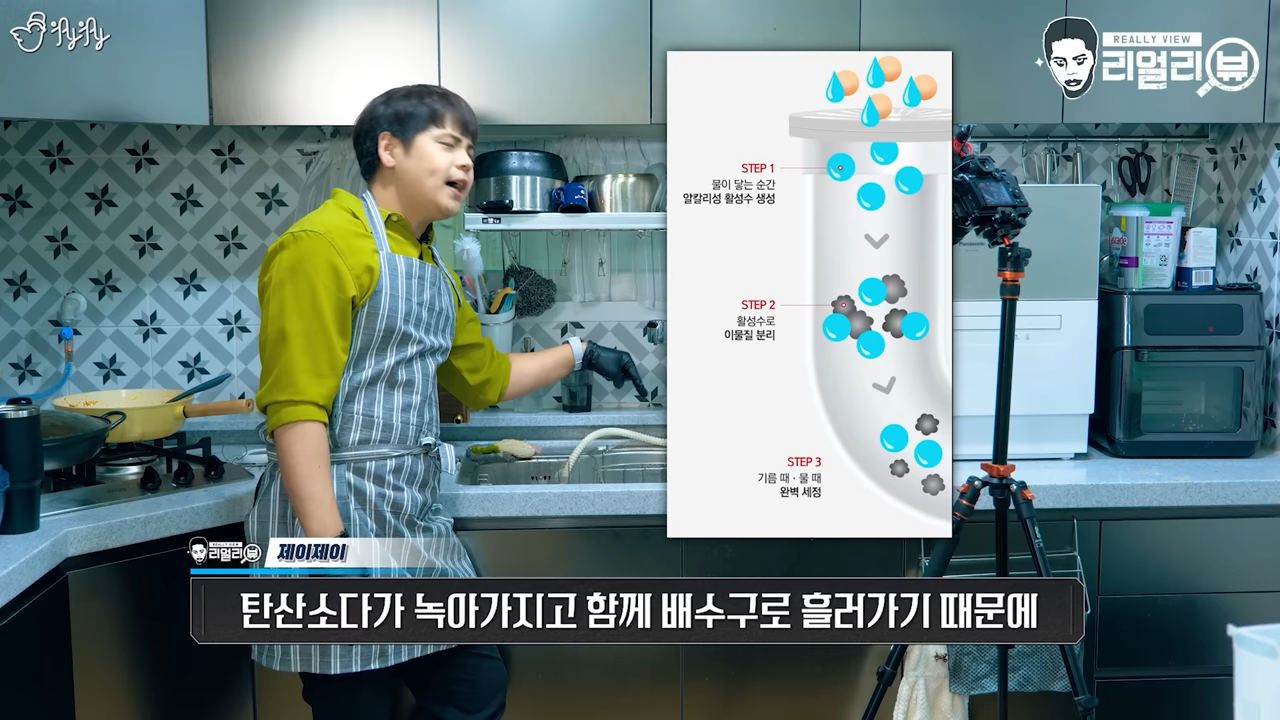 REALLY VIEW
리얼리뷰
STEP 1
물이 닿는 순간
알칼리성 활성수 생성
STEP 2
활성수로
이물질 분리
STEP 3
기름 때 · 물 때
완벽 세정
Panasonic
REALLY VIEW
리얼리뷰
제이제이
탄산소다가 녹아가지고 함께 배수구로 흘러가기 때문에